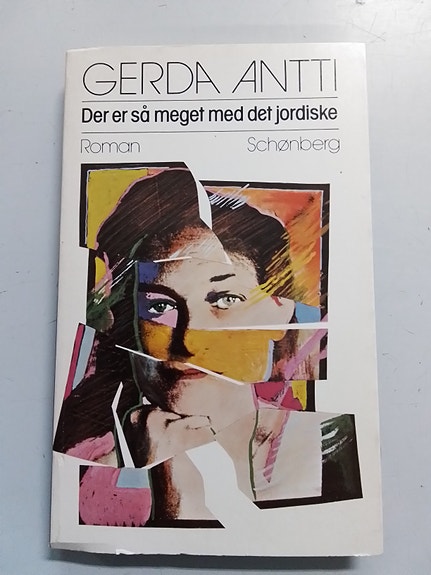 GERDA ANTTI
Der er så meget med det jordiske
Roman Schønberg